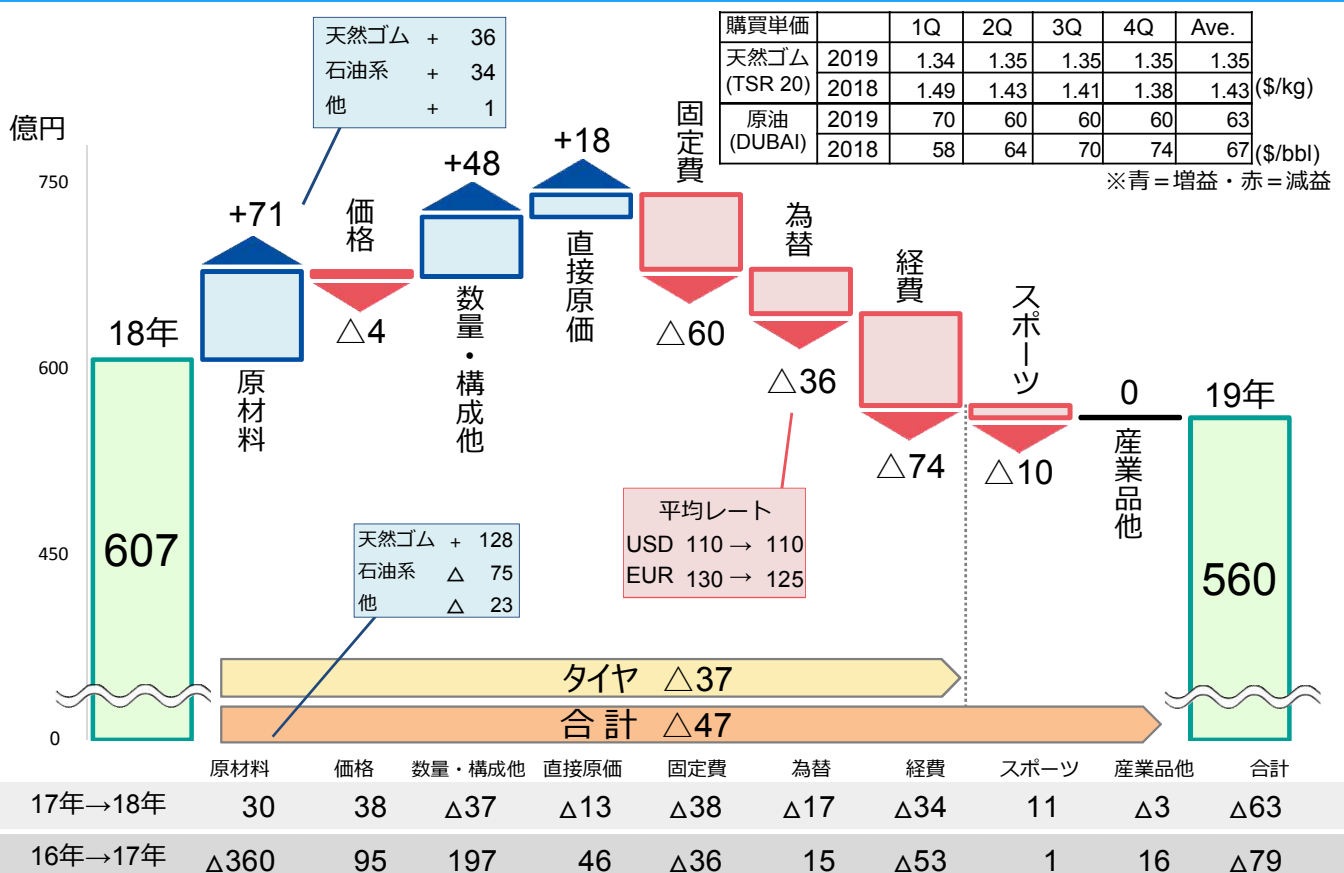 天然ゴム + 36
石油系 + 34
他 + 1
購買単価 1Q 2Q 3Q 4Q Ave.
天然ゴム (TSR 20) 2019 1.34 1.35 1.35 1.35 1.35
2018 1.49 1.43 1.41 1.38 1.43 ($/kg)
原油 (DUBAI) 2019 70 60 60 60 63
2018 58 64 70 74 67 ($/bbl)
※青=増益・赤=減益
億円
750
600
450
0
18年
607
+71
原材料
価格
△4
+48
数量・構成他
+18
直接原価
固定費
△60
為替
△36
経費
△74
スポーツ
△10
0
産業品他
19年
560
天然ゴム + 128
石油系 △ 75
他 △ 23
平均レート
USD 110 → 110
EUR 130 → 125
タイヤ △37
合計 △47
原材料 価格 数量・構成他 直接原価 固定費 為替 経費 スポーツ 産業品他 合計
17年→18年 30 38 △37 △13 △38 △17 △34 11 △3 △63
16年→17年 △360 95 197 46 △36 15 △53 1 16 △79